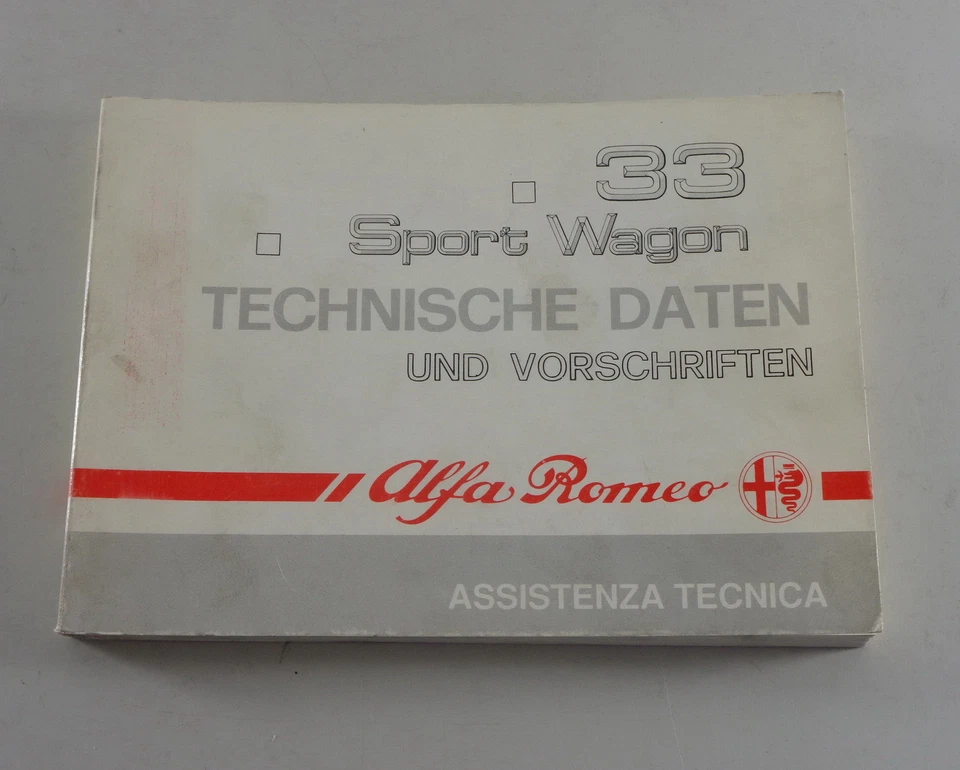 33
Sport Wagon
TECHNISCHE DATEN
UND VORSCHRIFTEN
Alfa Romeo
ASSISTENZA TECNICA